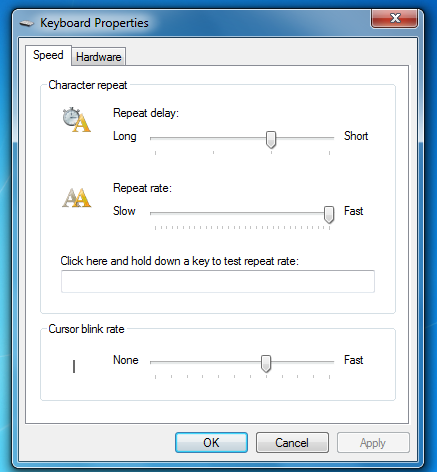 Keyboard Properties
Speed
Hardware
Character repeat
Repeat delay:
Long
Short
Repeat rate:
Slow
Fast
Click here and hold down a key to test repeat rate:
Cursor blink rate
None
Fast
OK
Cancel
Apply